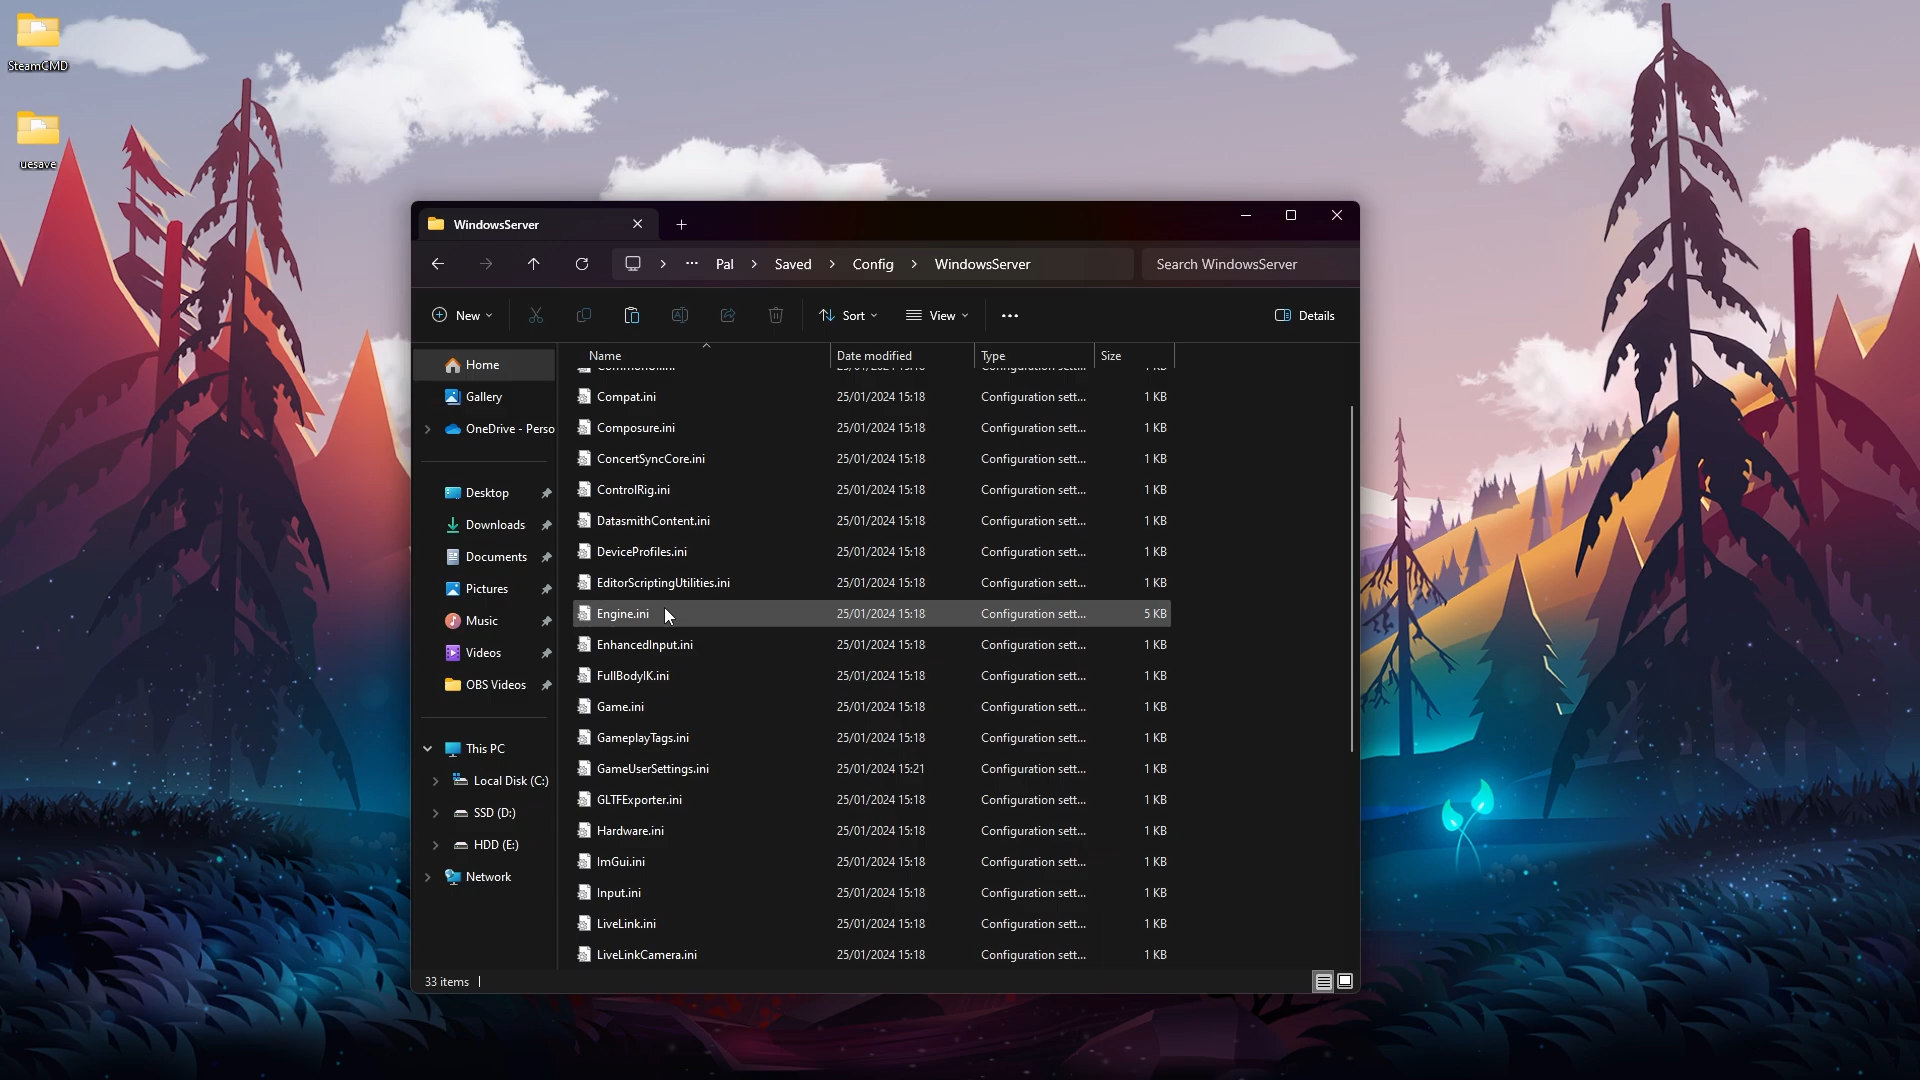 SteamCMD
uesave
WindowsServer
Pal > Saved > Config > WindowsServer
Search WindowsServer
New
Sort
View
Details
Name
Date modified
Type
Size
Home
Gallery
OneDrive - Perso
Desktop
Downloads
Documents
Pictures
Music
Videos
OBS Videos
This PC
Local Disk (C:)
SSD (D:)
HDD (E:)
Network
Compat.ini 25/01/2024 15:18 Configuration sett... 1 KB
Composure.ini 25/01/2024 15:18 Configuration sett... 1 KB
ConcertSyncCore.ini 25/01/2024 15:18 Configuration sett... 1 KB
ControlRig.ini 25/01/2024 15:18 Configuration sett... 1 KB
DatasmithContent.ini 25/01/2024 15:18 Configuration sett... 1 KB
DeviceProfiles.ini 25/01/2024 15:18 Configuration sett... 1 KB
EditorScriptingUtilities.ini 25/01/2024 15:18 Configuration sett... 1 KB
Engine.ini 25/01/2024 15:18 Configuration sett... 5 KB
EnhancedInput.ini 25/01/2024 15:18 Configuration sett... 1 KB
FullBodyIK.ini 25/01/2024 15:18 Configuration sett... 1 KB
Game.ini 25/01/2024 15:18 Configuration sett... 1 KB
GameplayTags.ini 25/01/2024 15:18 Configuration sett... 1 KB
GameUserSettings.ini 25/01/2024 15:21 Configuration sett... 1 KB
GLTFExporter.ini 25/01/2024 15:18 Configuration sett... 1 KB
Hardware.ini 25/01/2024 15:18 Configuration sett... 1 KB
ImGui.ini 25/01/2024 15:18 Configuration sett... 1 KB
Input.ini 25/01/2024 15:18 Configuration sett... 1 KB
LiveLink.ini 25/01/2024 15:18 Configuration sett... 1 KB
LiveLinkCamera.ini 25/01/2024 15:18 Configuration sett... 1 KB
33 items